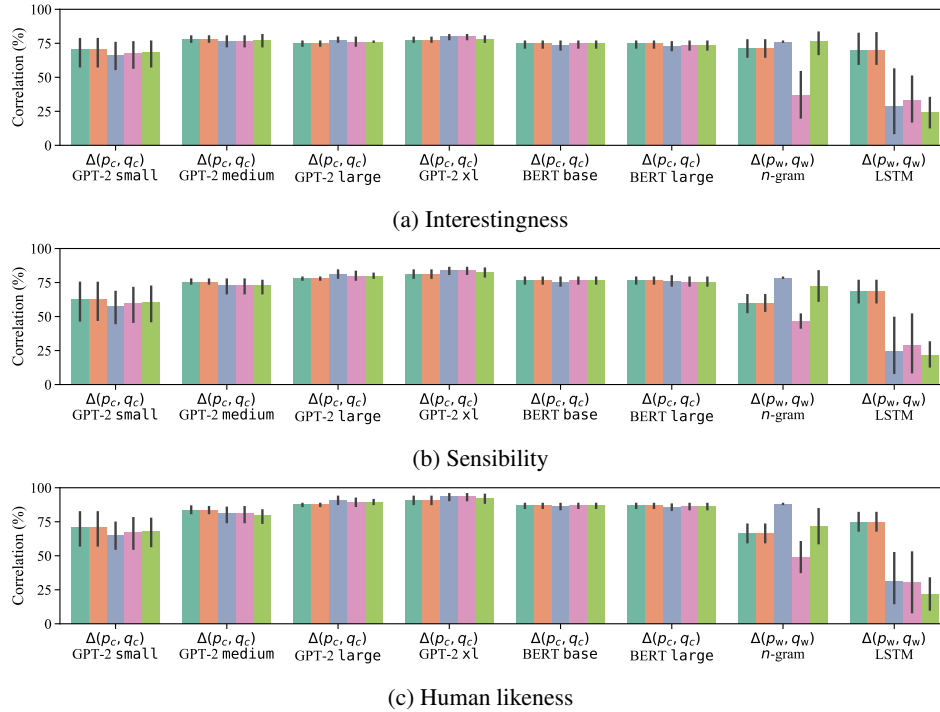 100
75
50
25
0
Correlation (%)
Δ(p_c, q_c) Δ(p_c, q_c) Δ(p_c, q_c) Δ(p_c, q_c) Δ(p_c, q_c) Δ(p_c, q_c) Δ(p_w, q_w) Δ(p_w, q_w)
GPT-2 small GPT-2 medium GPT-2 large GPT-2 xl BERT base BERT large n-gram LSTM
(a) Interestingness
100
75
50
25
0
Correlation (%)
Δ(p_c, q_c) Δ(p_c, q_c) Δ(p_c, q_c) Δ(p_c, q_c) Δ(p_c, q_c) Δ(p_c, q_c) Δ(p_w, q_w) Δ(p_w, q_w)
GPT-2 small GPT-2 medium GPT-2 large GPT-2 xl BERT base BERT large n-gram LSTM
(b) Sensibility
100
75
50
25
0
Correlation (%)
Δ(p_c, q_c) Δ(p_c, q_c) Δ(p_c, q_c) Δ(p_c, q_c) Δ(p_c, q_c) Δ(p_c, q_c) Δ(p_w, q_w) Δ(p_w, q_w)
GPT-2 small GPT-2 medium GPT-2 large GPT-2 xl BERT base BERT large n-gram LSTM
(c) Human likeness